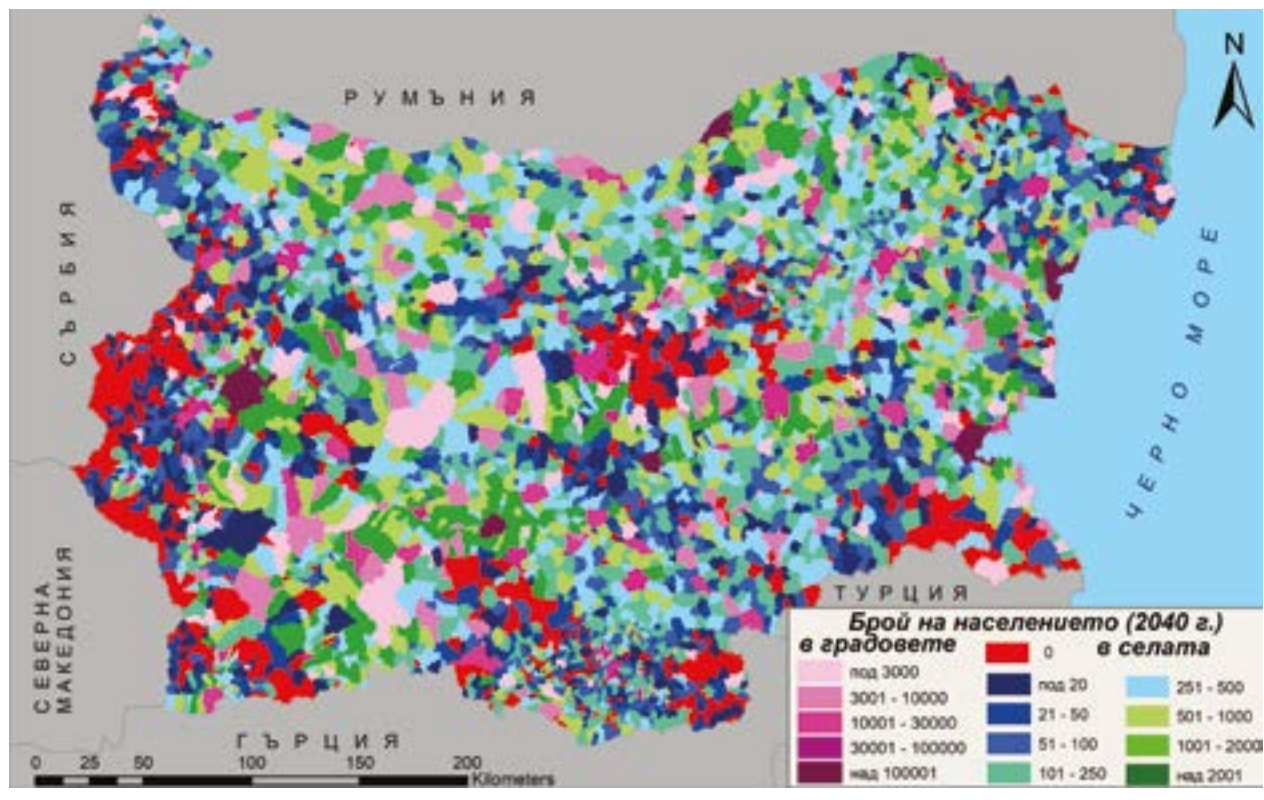 N
РУМЪНИЯ
СЪРБИЯ
ЧЕРНО МОРЕ
СЕВЕРНА
МАКЕДОНИЯ
ГЪРЦИЯ
ТУРЦИЯ
0 25 50 100 150 200
Kilometers
Брой на населението (2040 г.)
в градовете
под 3000
3001 - 10000
10001 - 30000
30001 - 100000
над 100001
в селата
0
под 20
21 - 50
51 - 100
101 - 250
251 - 500
501 - 1000
1001 - 2000
над 2001